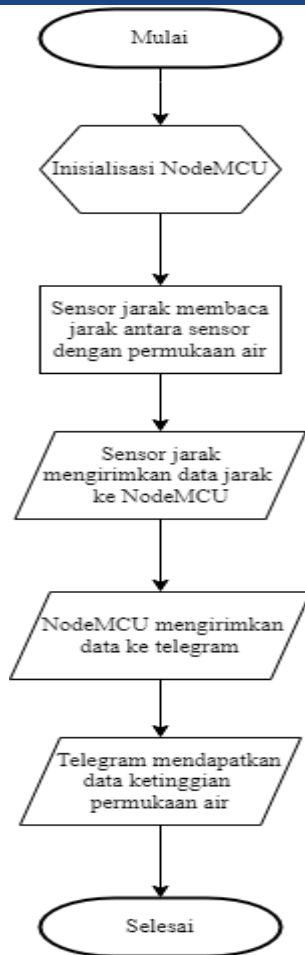 Mulai
Inisialisasi NodeMCU
Sensor jarak membaca
jarak antara sensor
dengan permukaan air
Sensor jarak
mengirimkan data jarak
ke NodeMCU
NodeMCU mengirimkan
data ke telegram
Telegram mendapatkan
data ketinggian
permukaan air
Selesai